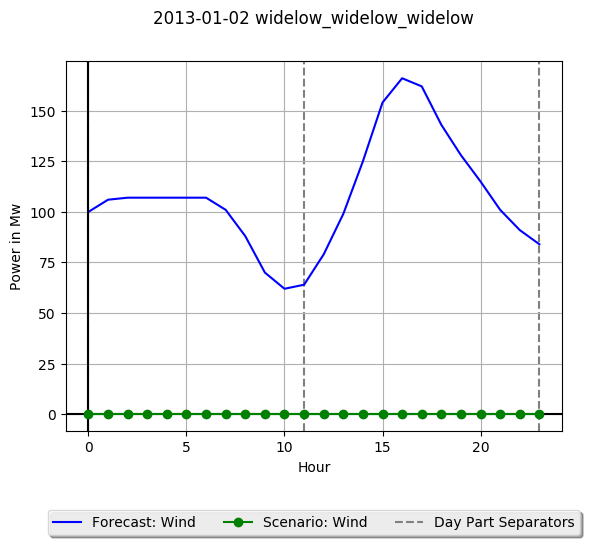 2013-01-02 widelow_widelow_widelow
150
125
100
75
50
25
0
Power in Mw
0 5 10 15 20
Hour
Forecast: Wind Scenario: Wind Day Part Separators